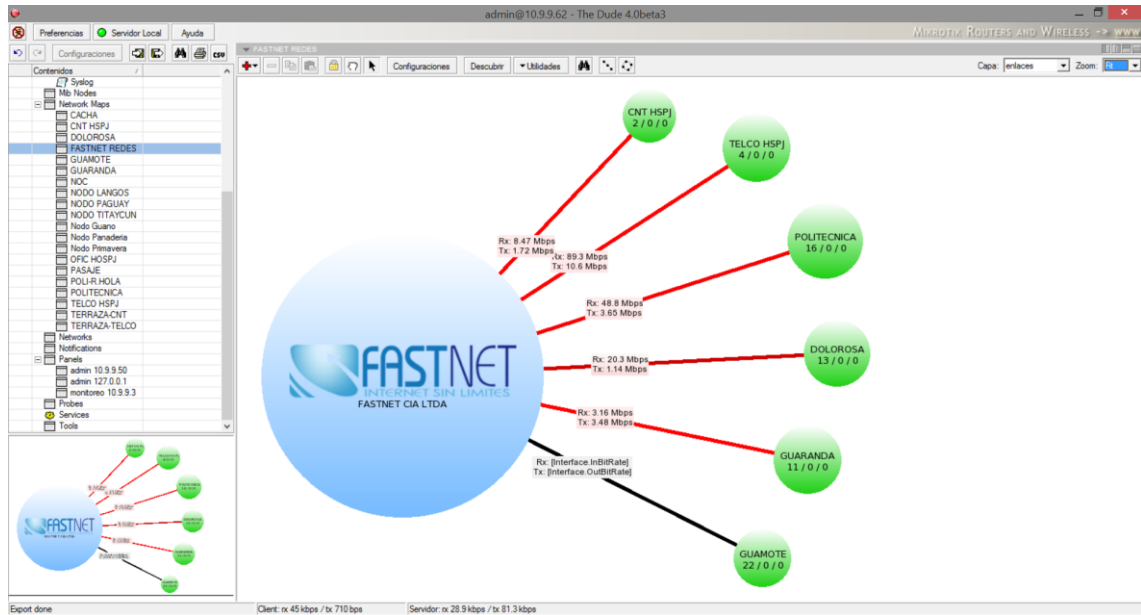 admin@10.9.9.62 - The Dude 4.0beta3
Preferencias
Servidor Local
Ayuda
MIKROTIK ROUTERS AND WIRELESS -> WWW
Configuraciones
CSV
FASTNET REDES
Configuraciones
Descubrir
Utilidades
Capa: enlaces
Zoom:
Contenidos
Syslog
Mib Nodes
Network Maps
CACHA
CNT HSPJ
DOLOROSA
FASTNET REDES
GUAMOTE
GUARANDA
NOC
NODO LANGOS
NODO PAGUAY
NODO TITAYCUN
Nodo Guano
Nodo Panaderia
Nodo Primavera
OFIC HOSPJ
PASAJE
POLI-R.HOLA
POLITECNICA
TELCO HSPJ
TERRAZA-CNT
TERRAZA-TELCO
Networks
Notifications
Panels
admin 10.9.9.50
admin 127.0.0.1
monitoreo 10.9.9.3
Probes
Services
Tools
CNT HSPJ
2 / 0 / 0
TELCO HSPJ
4 / 0 / 0
POLITECNICA
16 / 0 / 0
DOLOROSA
13 / 0 / 0
GUARANDA
11 / 0 / 0
GUAMOTE
22 / 0 / 0
Rx: 8.47 Mbps
Tx: 1.72 Mbps
Rx: 89.3 Mbps
Tx: 10.6 Mbps
Rx: 48.8 Mbps
Tx: 3.65 Mbps
Rx: 20.3 Mbps
Tx: 1.14 Mbps
Rx: 3.16 Mbps
Tx: 3.48 Mbps
Rx: [Interface.InBitRate]
Tx: [Interface.OutBitRate]
FASTNET
INTERNET SIN LIMITES
FASTNET CIA LTDA
FASTNET
Export done
Client: rx 45 kbps / tx 710 bps
Servidor: rx 28.9 kbps / tx 81.3 kbps